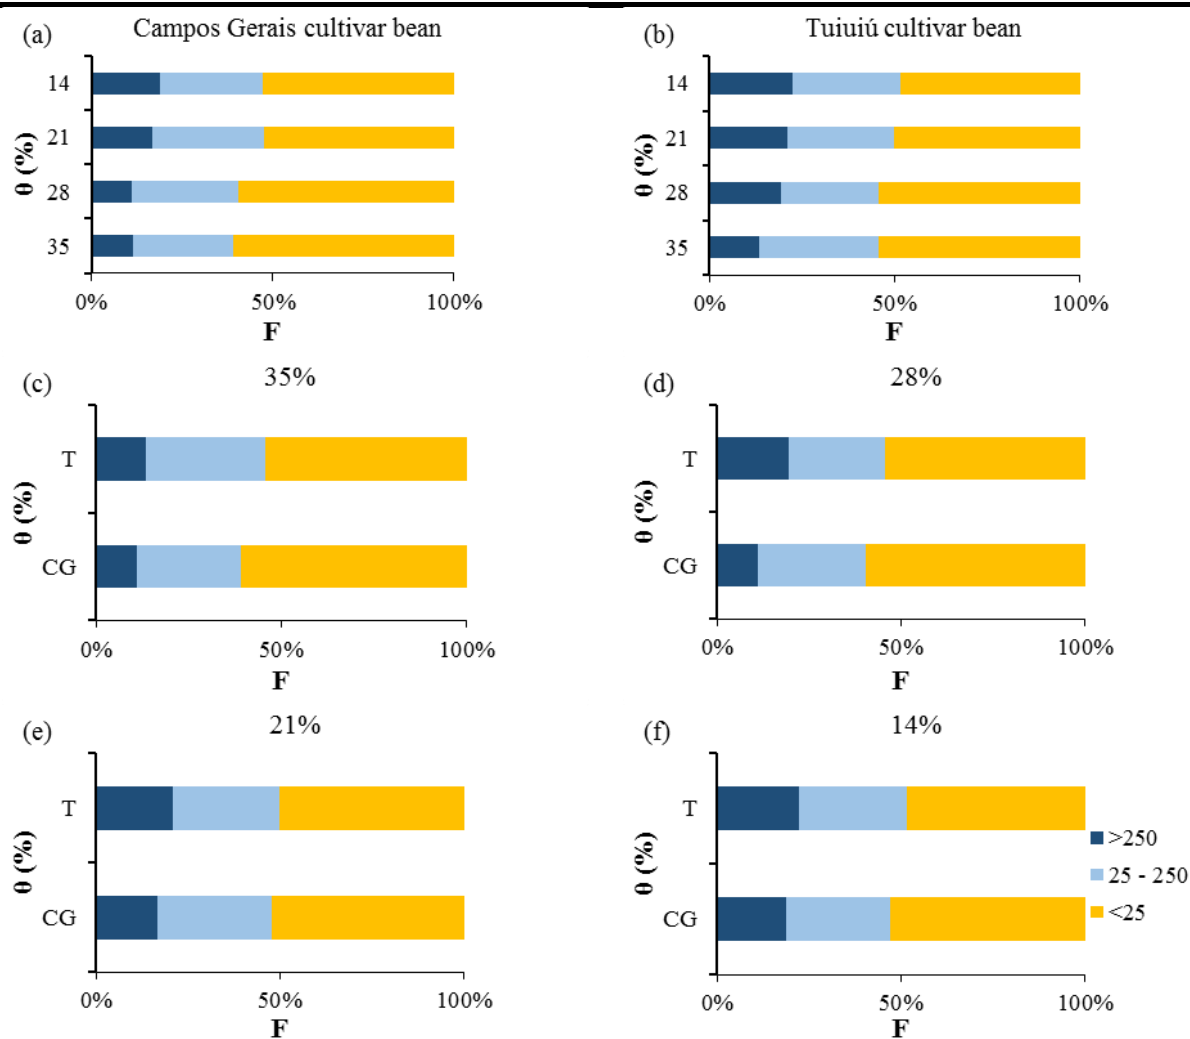 (a) Campos Gerais cultivar bean
14
21
28
35
θ (%)
0% 50% 100%
F
(b) Tuiuiú cultivar bean
14
21
28
35
θ (%)
0% 50% 100%
F
(c) 35%
T
CG
θ (%)
0% 50% 100%
F
(d) 28%
T
CG
θ (%)
0% 50% 100%
F
(e) 21%
T
CG
θ (%)
0% 50% 100%
F
(f) 14%
T
CG
θ (%)
0% 50% 100%
F
>250
25 - 250
<25